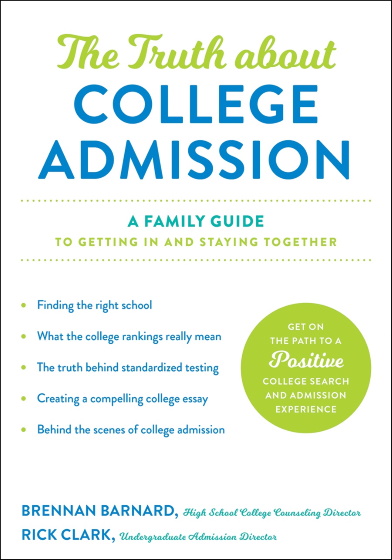 The Truth about
COLLEGE
ADMISSION
A FAMILY GUIDE
TO GETTING IN AND STAYING TOGETHER
• Finding the right school
• What the college rankings really mean
• The truth behind standardized testing
• Creating a compelling college essay
• Behind the scenes of college admission
GET ON
THE PATH TO A
Positive
COLLEGE SEARCH
AND ADMISSION
EXPERIENCE
BRENNAN BARNARD, High School College Counseling Director
RICK CLARK, Undergraduate Admission Director